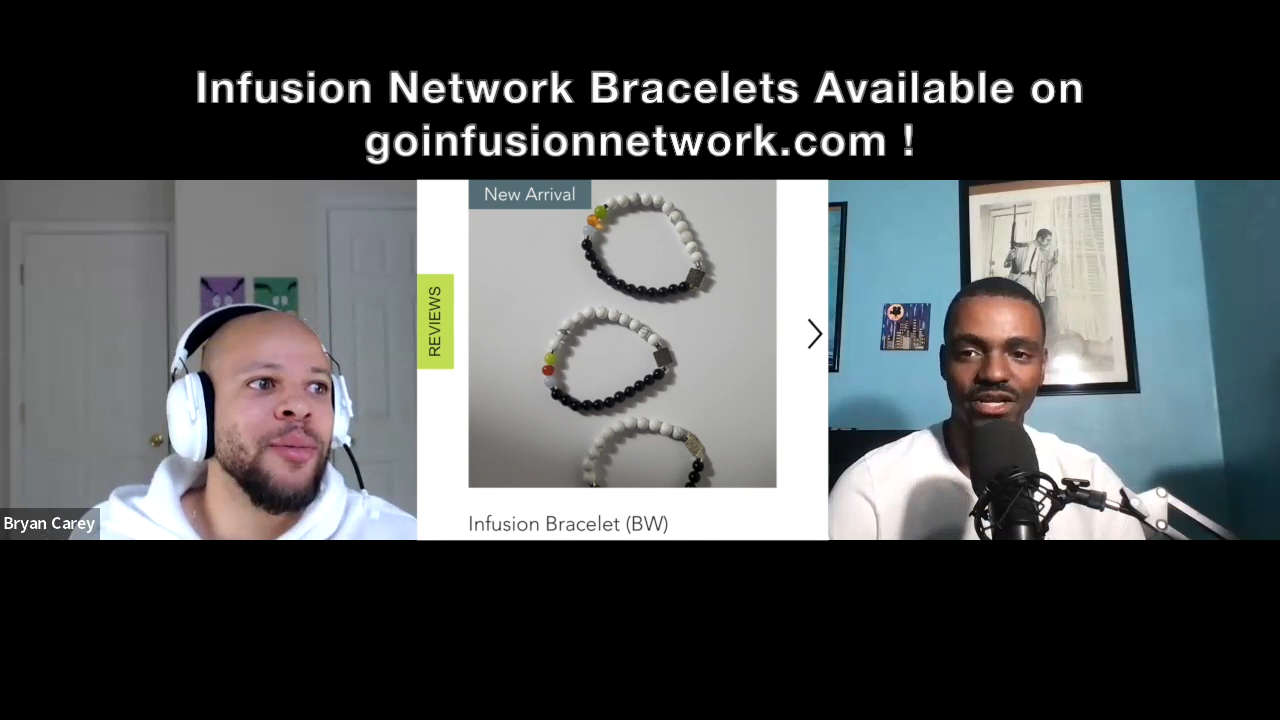 Infusion Network Bracelets Available on
goinfusionnetwork.com !
New Arrival
REVIEWS
Bryan Carey
Infusion Bracelet (BW)